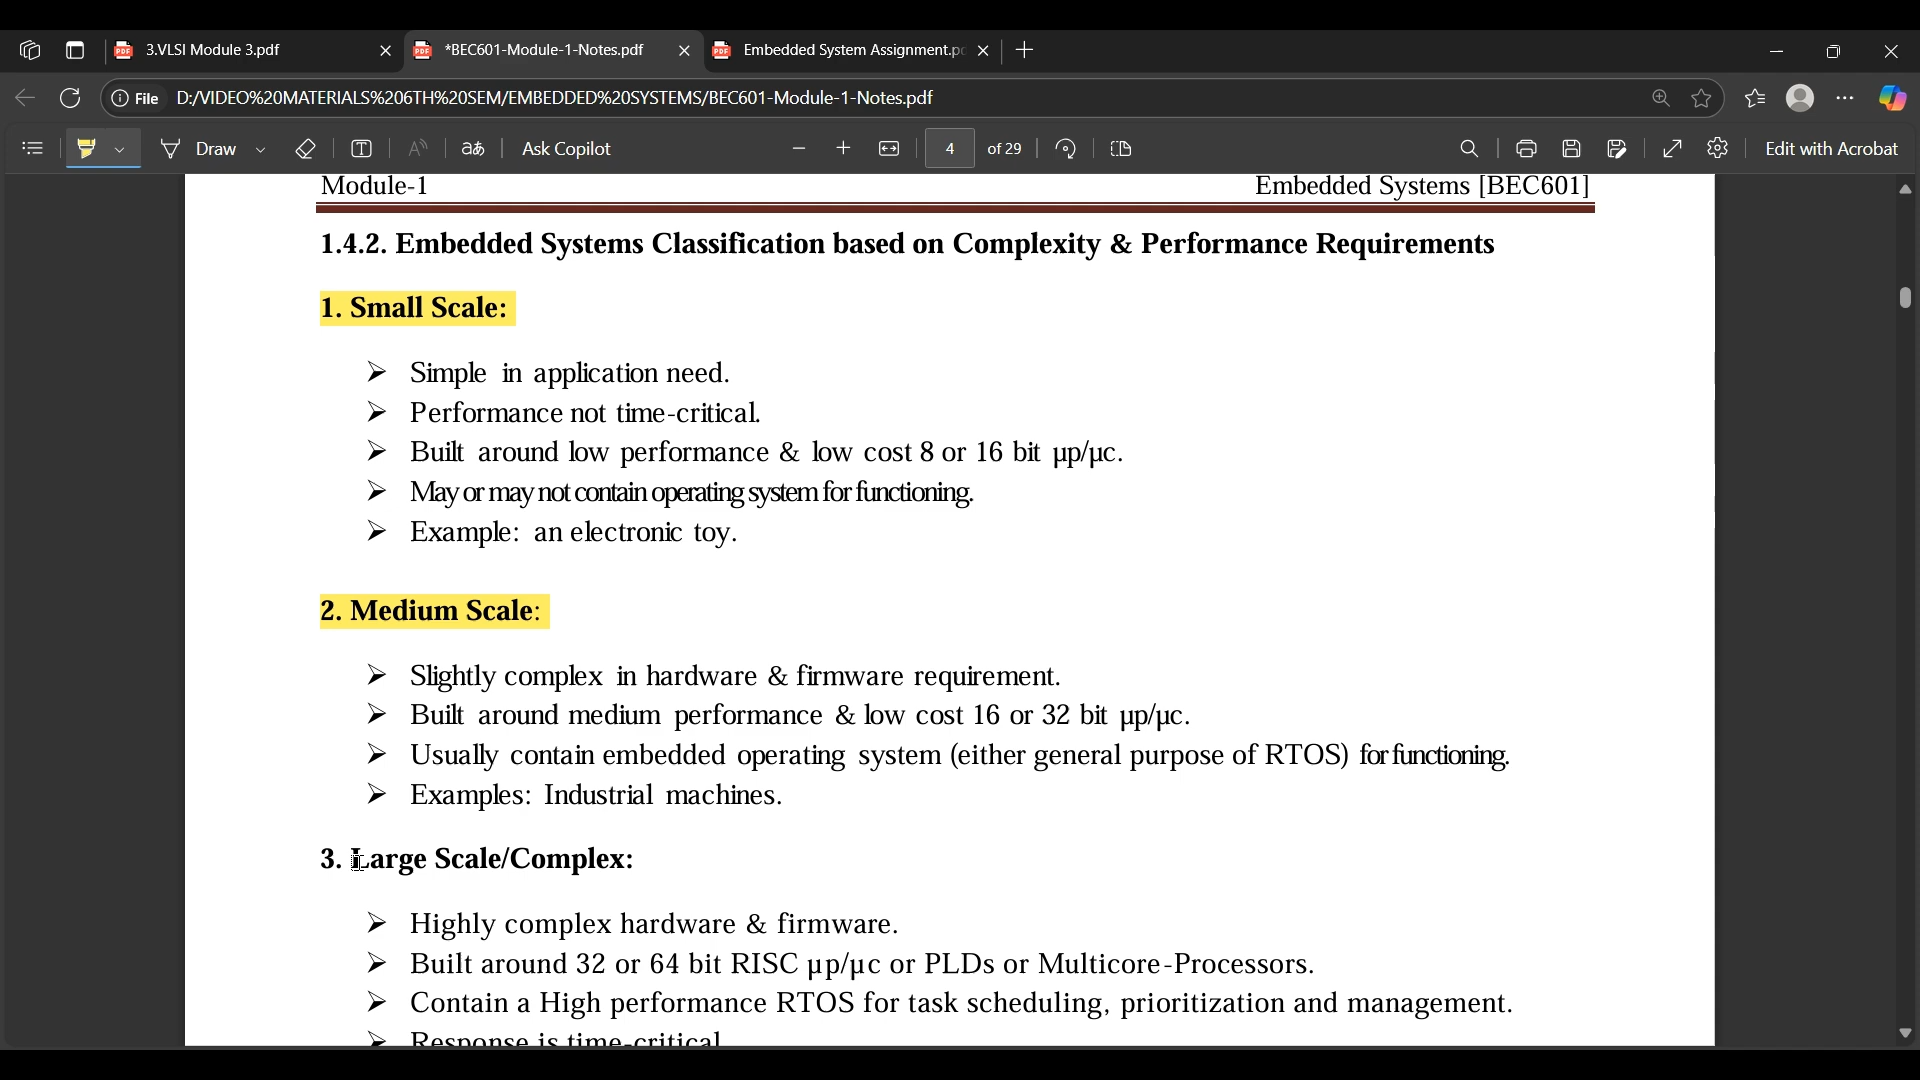 3.VLSI Module 3.pdf
*BEC601-Module-1-Notes.pdf
Embedded System Assignment.pd
File
D:/VIDEO%20MATERIALS%206TH%20SEM/EMBEDDED%20SYSTEMS/BEC601-Module-1-Notes.pdf
Draw
Ask Copilot
4 of 29
Edit with Acrobat
Module-1
Embedded Systems [BEC601]
1.4.2. Embedded Systems Classification based on Complexity & Performance Requirements
1. Small Scale:
➢ Simple in application need.
➢ Performance not time-critical.
➢ Built around low performance & low cost 8 or 16 bit μp/μc.
➢ May or may not contain operating system for functioning.
➢ Example: an electronic toy.
2. Medium Scale:
➢ Slightly complex in hardware & firmware requirement.
➢ Built around medium performance & low cost 16 or 32 bit μp/μc.
➢ Usually contain embedded operating system (either general purpose of RTOS) for functioning.
➢ Examples: Industrial machines.
3. Large Scale/Complex:
➢ Highly complex hardware & firmware.
➢ Built around 32 or 64 bit RISC μp/μc or PLDs or Multicore-Processors.
➢ Contain a High performance RTOS for task scheduling, prioritization and management.
➢ Response is time-critical